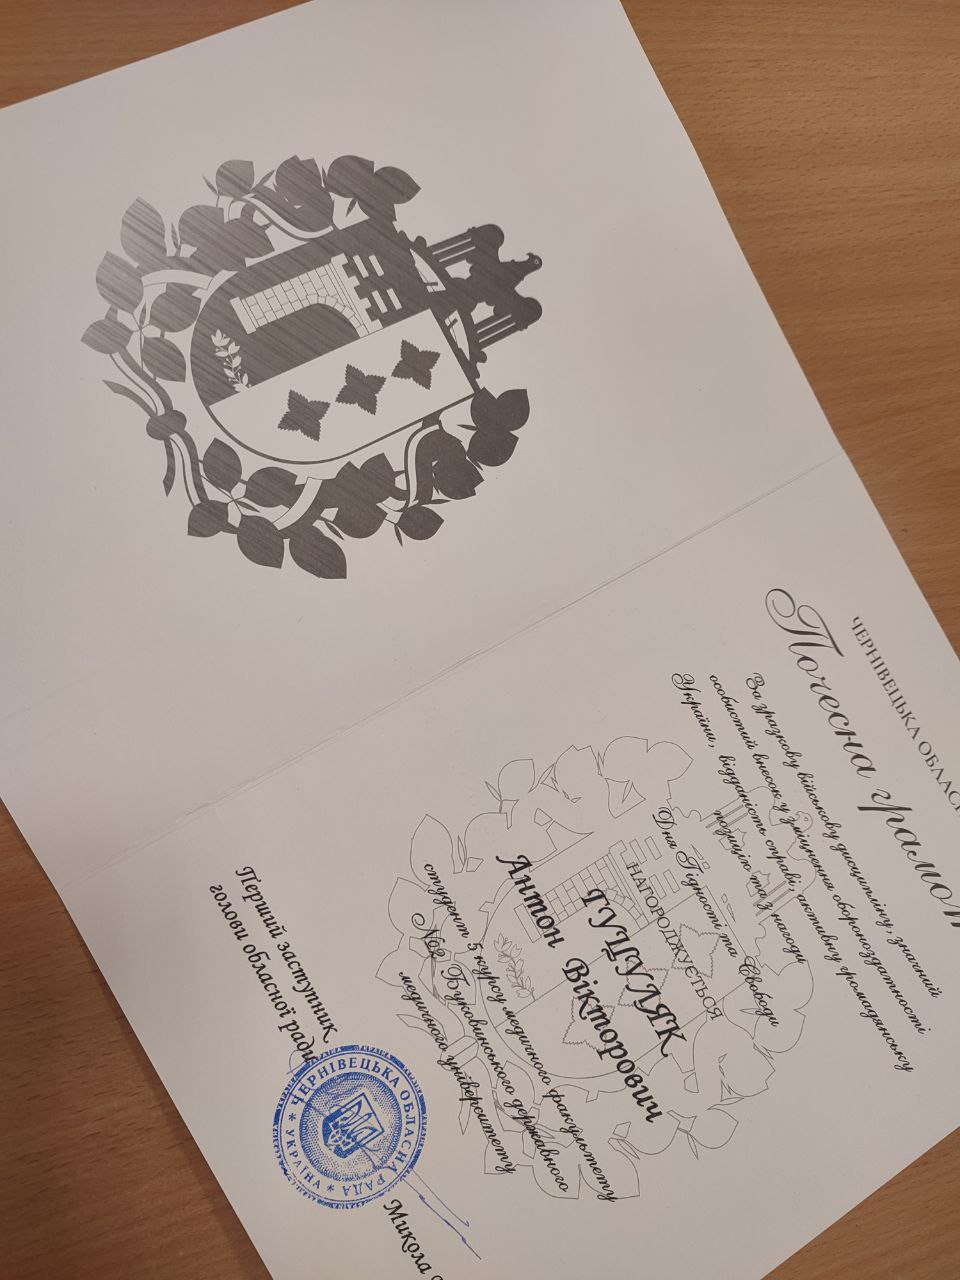 ЧЕРНІВЕЦЬКА
Почесна
За зразкову військову дисципліну, значний
особистий внесок у зміцнення обороноздатності
України, відданість справі, активну громадянську
позицію та з нагоди
Дня Гідності та Свободи
НАГОРОДЖУЄТЬСЯ
ГУЦУЛЯК
Антон Вікторович
студент 5 курсу медичного факультету
№2 Буковинського державного
медичного університету
Перший заступник
голови обласної ради
Микола
УКРАЇНА * ЧЕРНІВЕЦЬКА ОБЛАСНА РАДА *